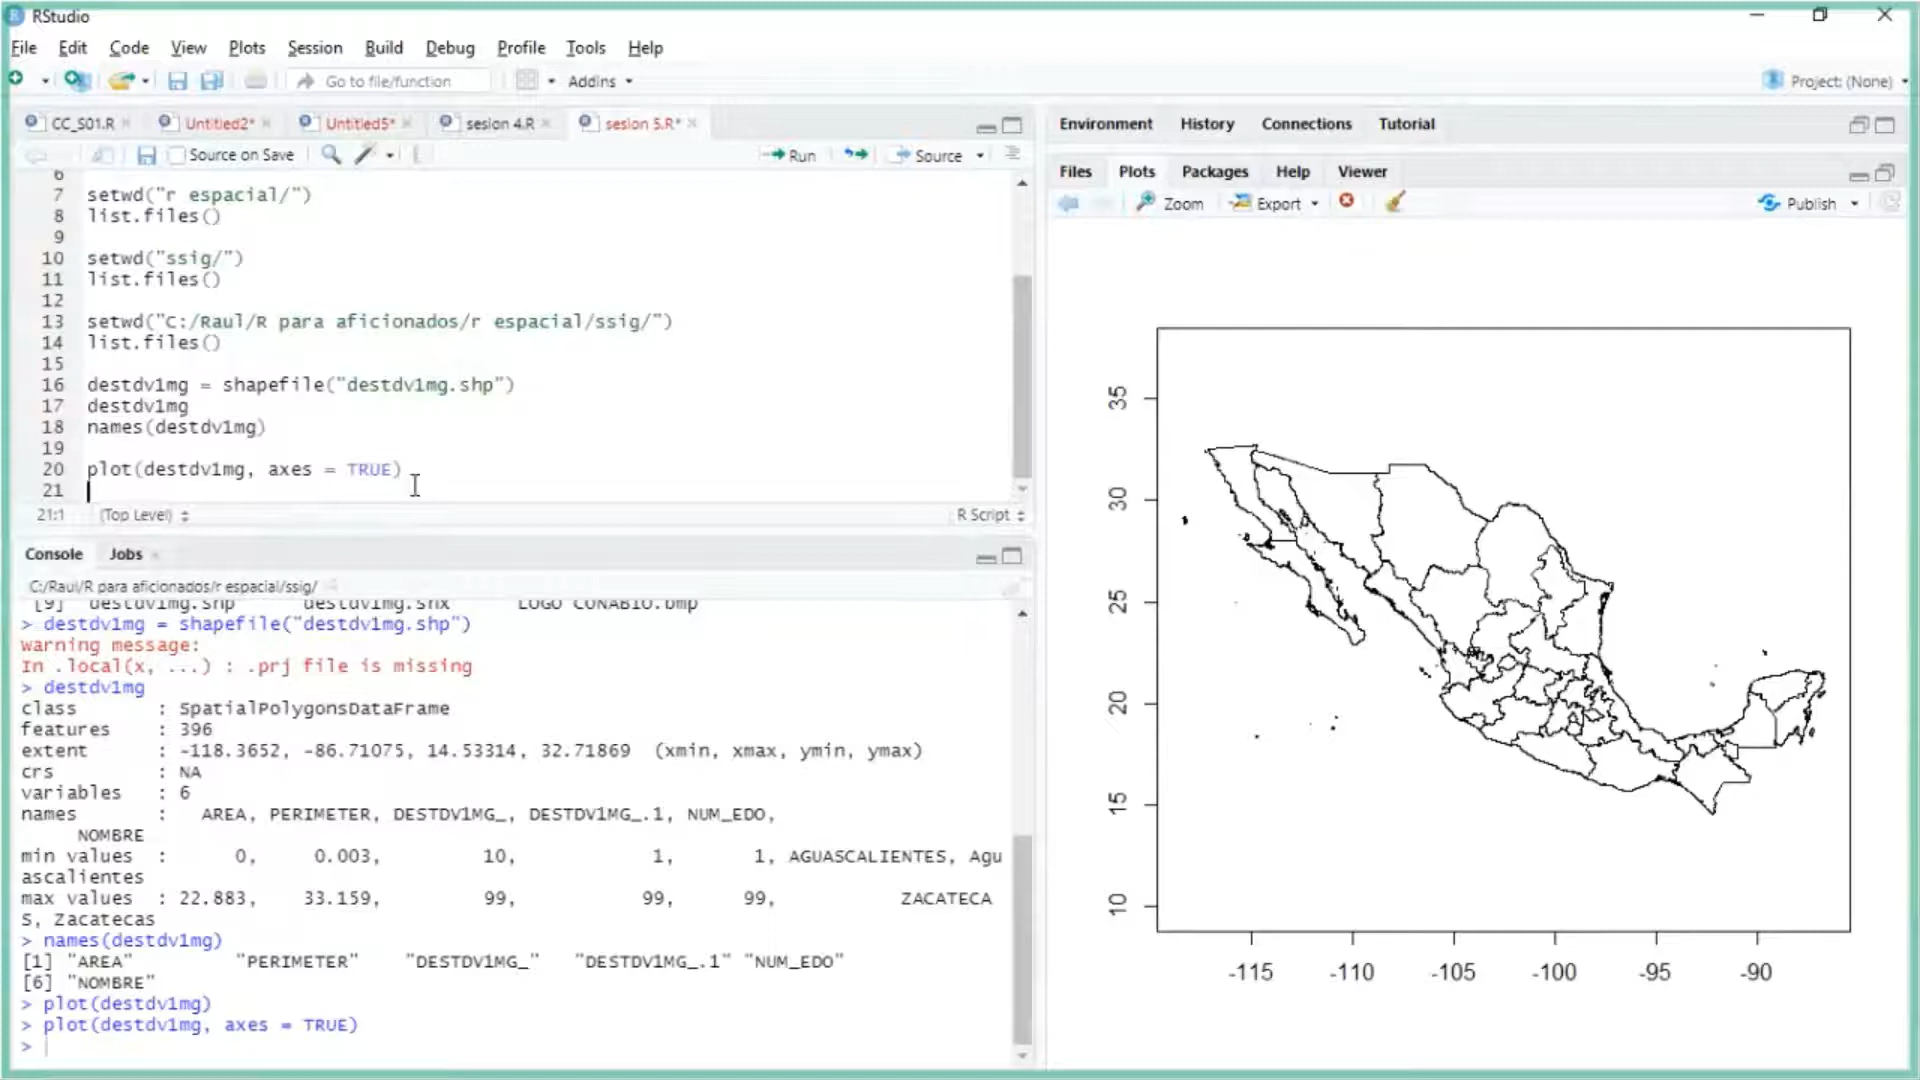 RStudio
File Edit Code View Plots Session Build Debug Profile Tools Help
Go to file/function Addins Project: (None)
CC_S01.R Untitled2* Untitled5* sesion 4.R sesion 5.R*
Source on Save Run Source
6
7 setwd("r espacial/")
8 list.files()
9
10 setwd("ssig/")
11 list.files()
12
13 setwd("C:/Raul/R para aficionados/r espacial/ssig/")
14 list.files()
15
16 destdv1mg = shapefile("destdv1mg.shp")
17 destdv1mg
18 names(destdv1mg)
19
20 plot(destdv1mg, axes = TRUE)
21
21:1 (Top Level) R Script
Console Jobs
C:/Raul/R para aficionados/r espacial/ssig/
[9] "destdv1mg.shp" "destdv1mg.shx" "LOGO CONABIO.bmp"
> destdv1mg = shapefile("destdv1mg.shp")
Warning message:
In .local(x, ...) : .prj file is missing
> destdv1mg
class : SpatialPolygonsDataFrame
features : 396
extent : -118.3652, -86.71075, 14.53314, 32.71869 (xmin, xmax, ymin, ymax)
crs : NA
variables : 6
names : AREA, PERIMETER, DESTDV1MG_, DESTDV1MG_.1, NUM_EDO,
NOMBRE
min values : 0, 0.003, 10, 1, 1, AGUASCALIENTES, Agu
ascalientes
max values : 22.883, 33.159, 99, 99, 99, ZACATECA
S, Zacatecas
> names(destdv1mg)
[1] "AREA" "PERIMETER" "DESTDV1MG_" "DESTDV1MG_.1" "NUM_EDO"
[6] "NOMBRE"
> plot(destdv1mg)
> plot(destdv1mg, axes = TRUE)
>
Environment History Connections Tutorial
Files Plots Packages Help Viewer
Zoom Export Publish
35
30
25
20
15
10
-115 -110 -105 -100 -95 -90